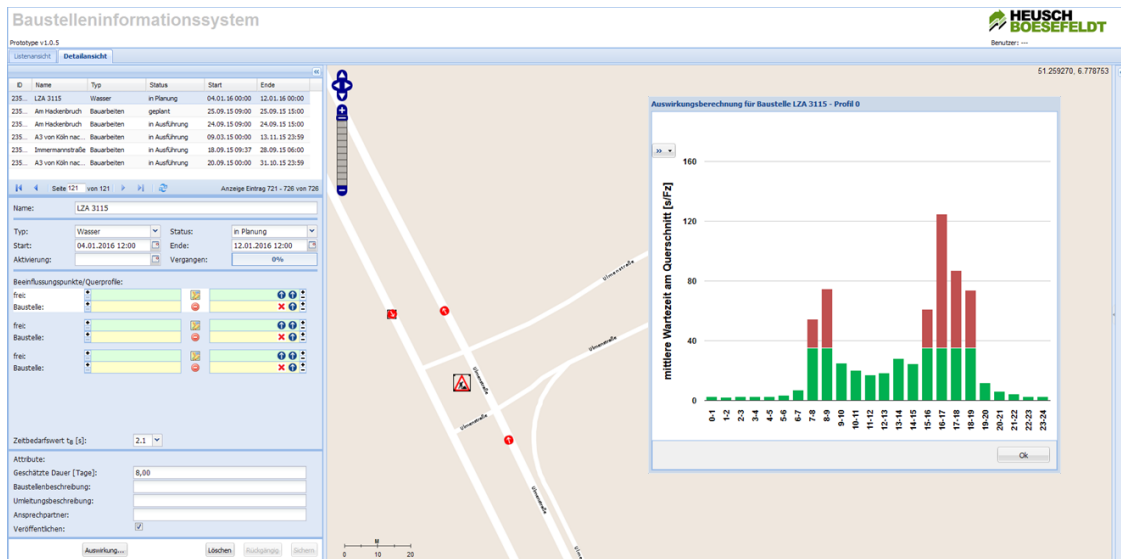 Baustelleninformationssystem
HEUSCH
BOESEFELDT
Prototype v1.0.5
Benutzer: ---
Listenansicht Detailansicht
51.259270, 6.778753
ID Name Typ Status Start Ende
235... LZA 3115 Wasser in Planung 04.01.16 00:00 12.01.16 00:00
235... Am Hackenbruch Bauarbeiten geplant 25.09.15 09:00 25.09.15 15:00
235... Am Hackenbruch Bauarbeiten in Ausführung 24.09.15 09:00 24.09.15 15:00
235... A3 von Köln nac... Bauarbeiten in Ausführung 09.03.15 00:00 13.11.15 23:59
235... Immermannstraße Bauarbeiten in Ausführung 18.09.15 09:37 28.09.15 06:00
235... A3 von Köln nac... Bauarbeiten in Ausführung 20.09.15 00:00 31.10.15 23:59
Seite 121 von 121 Anzeige Eintrag 721 - 726 von 726
Name: LZA 3115
Typ: Wasser Status: in Planung
Start: 04.01.2016 12:00 Ende: 12.01.2016 12:00
Aktivierung: Vergangen: 0%
Beeinflussungspunkte/Querprofile:
frei:
Baustelle:
frei:
Baustelle:
frei:
Baustelle:
Zeitbedarfswert tB [s]: 2.1
Attribute:
Geschätzte Dauer [Tage]: 8,00
Baustellenbeschreibung:
Umleitungsbeschreibung:
Ansprechpartner:
Veröffentlichen:
Auswirkung... Löschen Rückgängig Sichern
Ulmenstraße
Ulmenstraße
Ulmenstraße
Ulmenstraße
Ulmenstraße
M
0 10 20
Auswirkungsberechnung für Baustelle LZA 3115 - Profil 0
»
mittlere Wartezeit am Querschnitt [s/Fz]
160
120
80
40
0
0-1 1-2 2-3 3-4 4-5 5-6 6-7 7-8 8-9 9-10 10-11 11-12 12-13 13-14 14-15 15-16 16-17 17-18 18-19 19-20 20-21 21-22 22-23 23-24
Ok